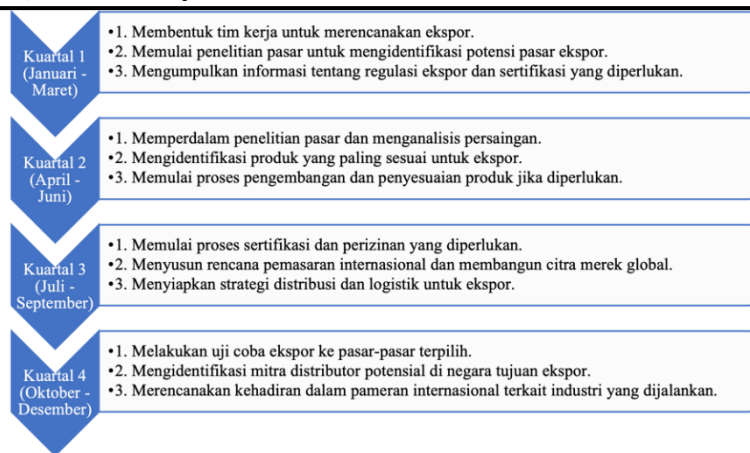 Kuartal 1
(Januari -
Maret)
•1. Membentuk tim kerja untuk merencanakan ekspor.
•2. Memulai penelitian pasar untuk mengidentifikasi potensi pasar ekspor.
•3. Mengumpulkan informasi tentang regulasi ekspor dan sertifikasi yang diperlukan.
Kuartal 2
(April -
Juni)
•1. Memperdalam penelitian pasar dan menganalisis persaingan.
•2. Mengidentifikasi produk yang paling sesuai untuk ekspor.
•3. Memulai proses pengembangan dan penyesuaian produk jika diperlukan.
Kuartal 3
(Juli -
September)
•1. Memulai proses sertifikasi dan perizinan yang diperlukan.
•2. Menyusun rencana pemasaran internasional dan membangun citra merek global.
•3. Menyiapkan strategi distribusi dan logistik untuk ekspor.
Kuartal 4
(Oktober -
Desember)
•1. Melakukan uji coba ekspor ke pasar-pasar terpilih.
•2. Mengidentifikasi mitra distributor potensial di negara tujuan ekspor.
•3. Merencanakan kehadiran dalam pameran internasional terkait industri yang dijalankan.